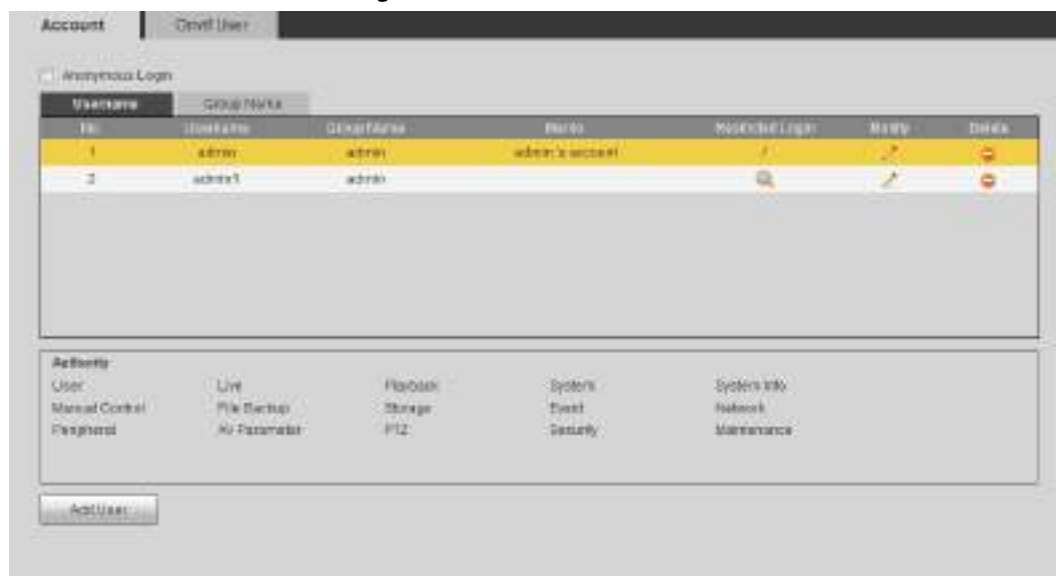 Account Onvif User
Anonymous Login
Username Group Name
No. Username Group Name Memo Restricted Login Modify Delete
1 admin admin admin 's account /
2 admin1 admin
Authority
User Live Playback System System Info
Manual Control File Backup Storage Event Network
Peripheral AV Parameter PTZ Security Maintenance
Add User